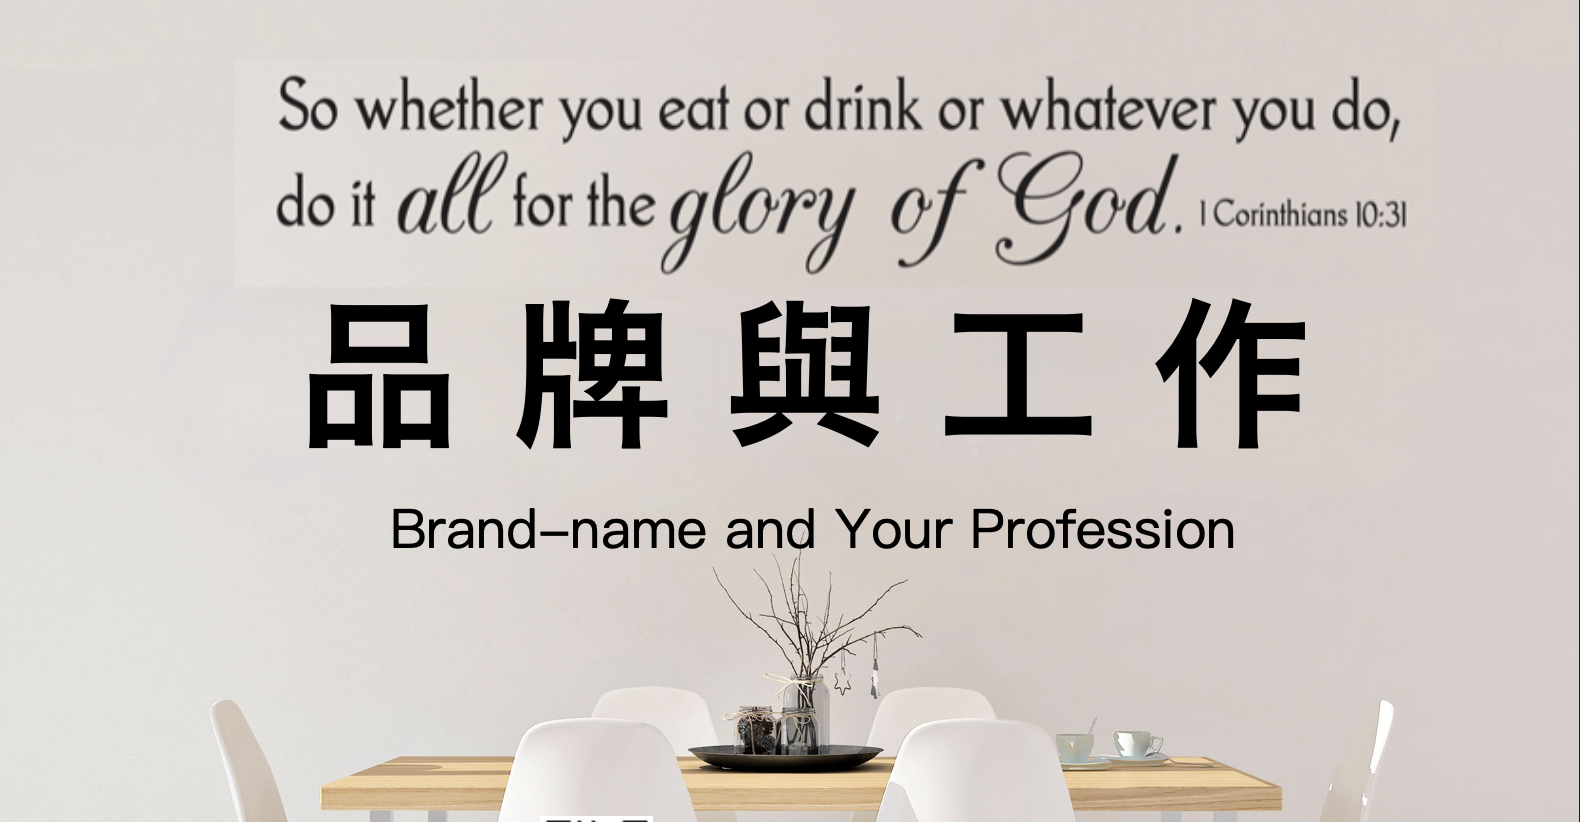 So whether you eat or drink or whatever you do,
do it all for the glory of God. 1 Corinthians 10:31
品牌與工作
Brand-name and Your Profession